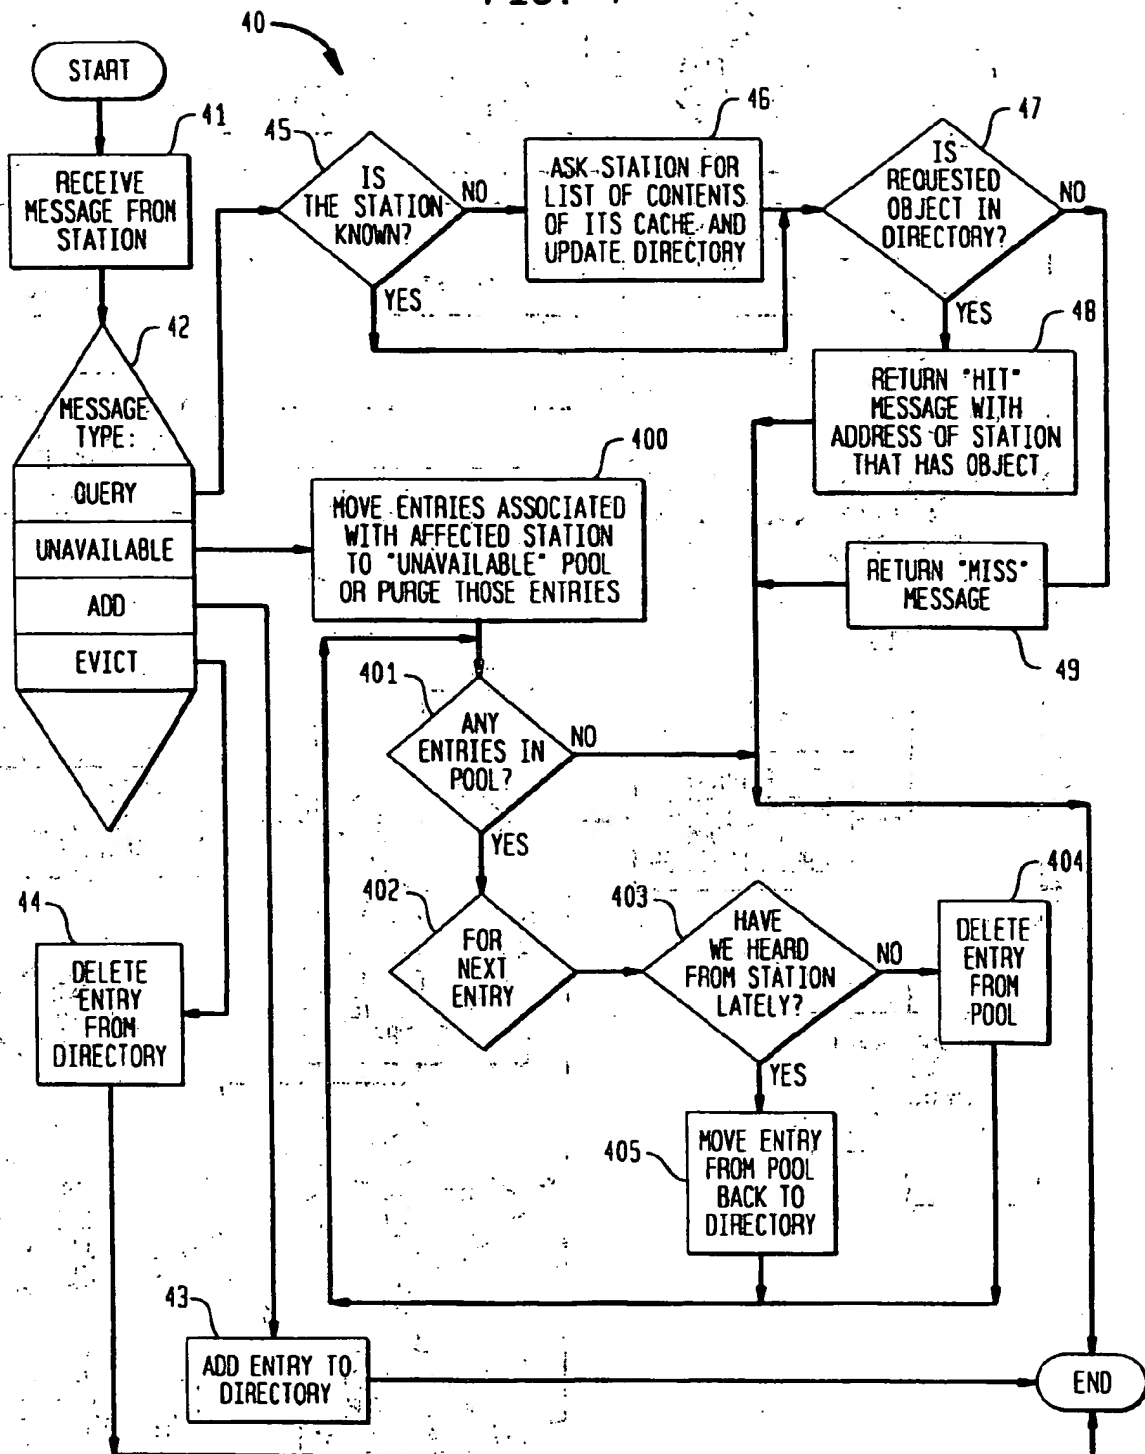 40
START
41
RECEIVE
MESSAGE FROM
STATION
42
MESSAGE
TYPE:
QUERY
UNAVAILABLE
ADD
EVICT
45
IS
THE STATION
KNOWN?
NO
YES
46
ASK STATION FOR
LIST OF CONTENTS
OF ITS CACHE AND
UPDATE DIRECTORY
47
IS
REQUESTED
OBJECT IN
DIRECTORY?
NO
YES
48
RETURN "HIT"
MESSAGE WITH
ADDRESS OF STATION
THAT HAS OBJECT
RETURN "MISS"
MESSAGE
49
400
MOVE ENTRIES ASSOCIATED
WITH AFFECTED STATION
TO "UNAVAILABLE" POOL
OR PURGE THOSE ENTRIES
401
ANY
ENTRIES IN
POOL?
NO
YES
402
FOR
NEXT
ENTRY
403
HAVE
WE HEARD
FROM STATION
LATELY?
NO
YES
404
DELETE
ENTRY
FROM
POOL
405
MOVE ENTRY
FROM POOL
BACK TO
DIRECTORY
44
DELETE
ENTRY
FROM
DIRECTORY
43
ADD ENTRY TO
DIRECTORY
END